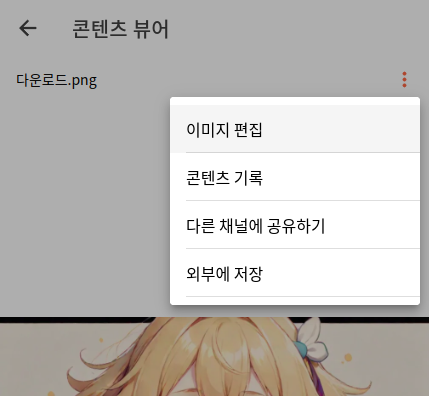 콘텐츠 뷰어
다운로드.png
이미지 편집
콘텐츠 기록
다른 채널에 공유하기
외부에 저장